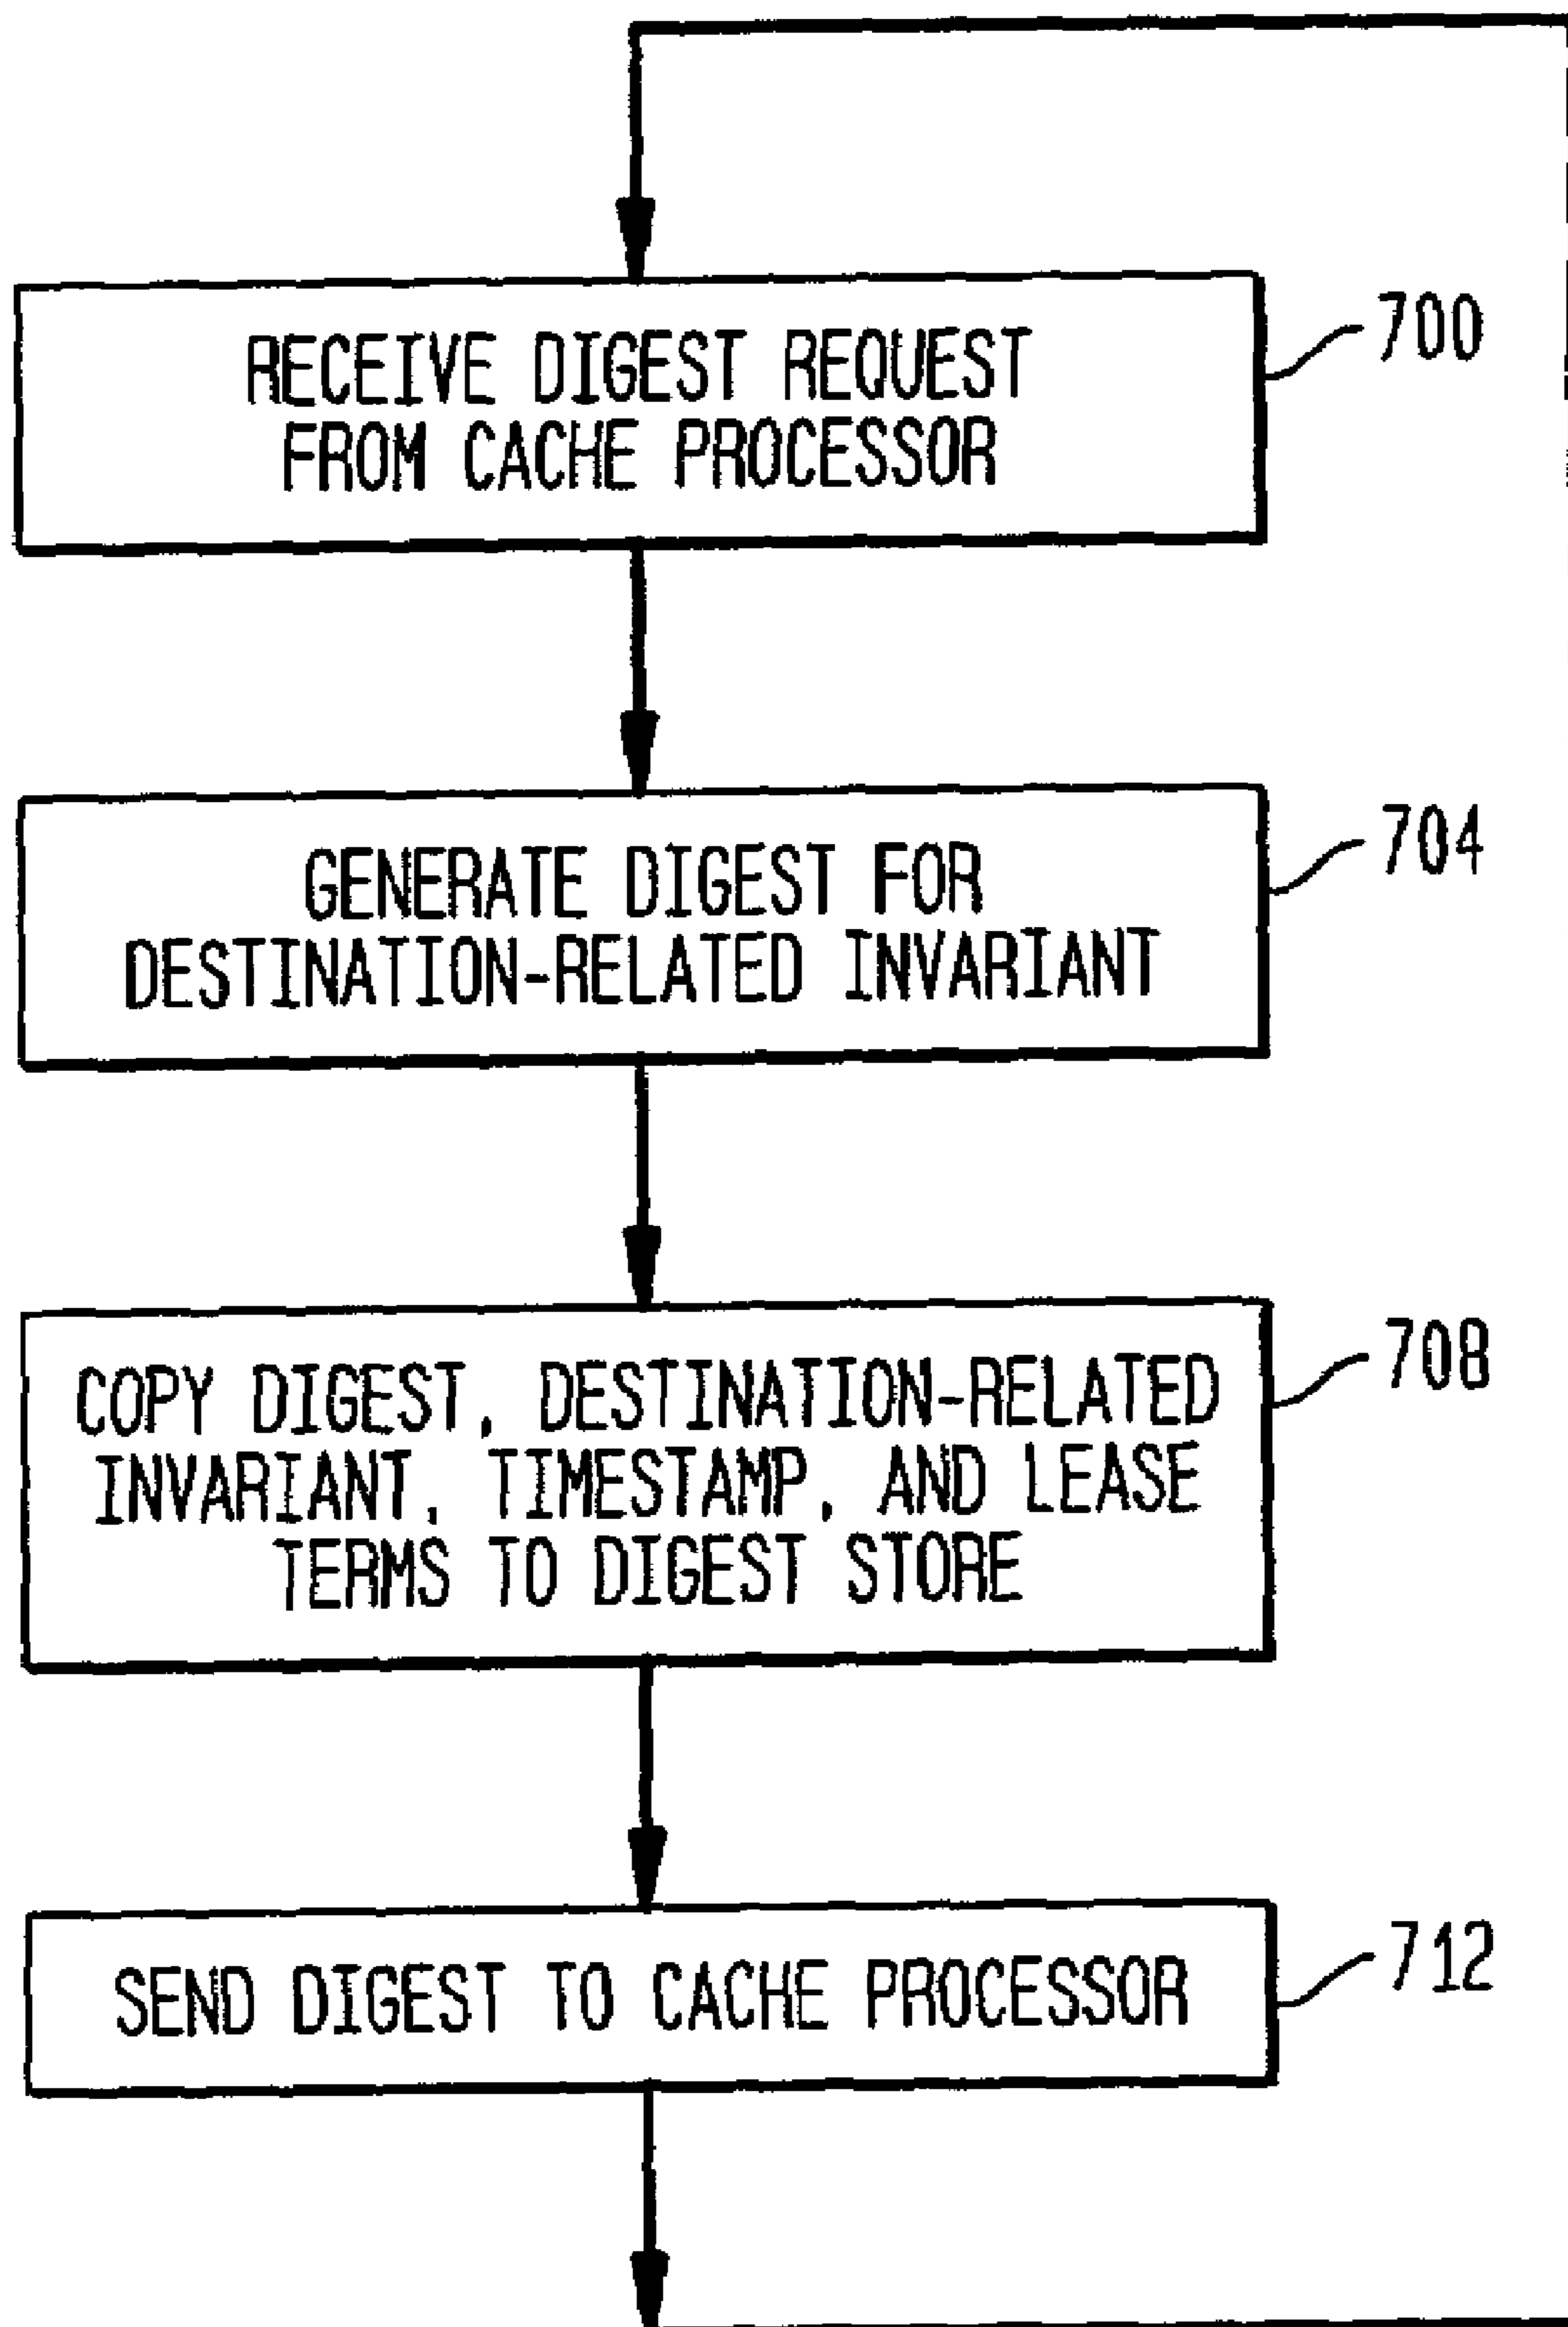 RECEIVE DIGEST REQUEST
FROM CACHE PROCESSOR
700
GENERATE DIGEST FOR
DESTINATION-RELATED INVARIANT
704
COPY DIGEST, DESTINATION-RELATED
INVARIANT, TIMESTAMP, AND LEASE
TERMS TO DIGEST STORE
708
SEND DIGEST TO CACHE PROCESSOR
712